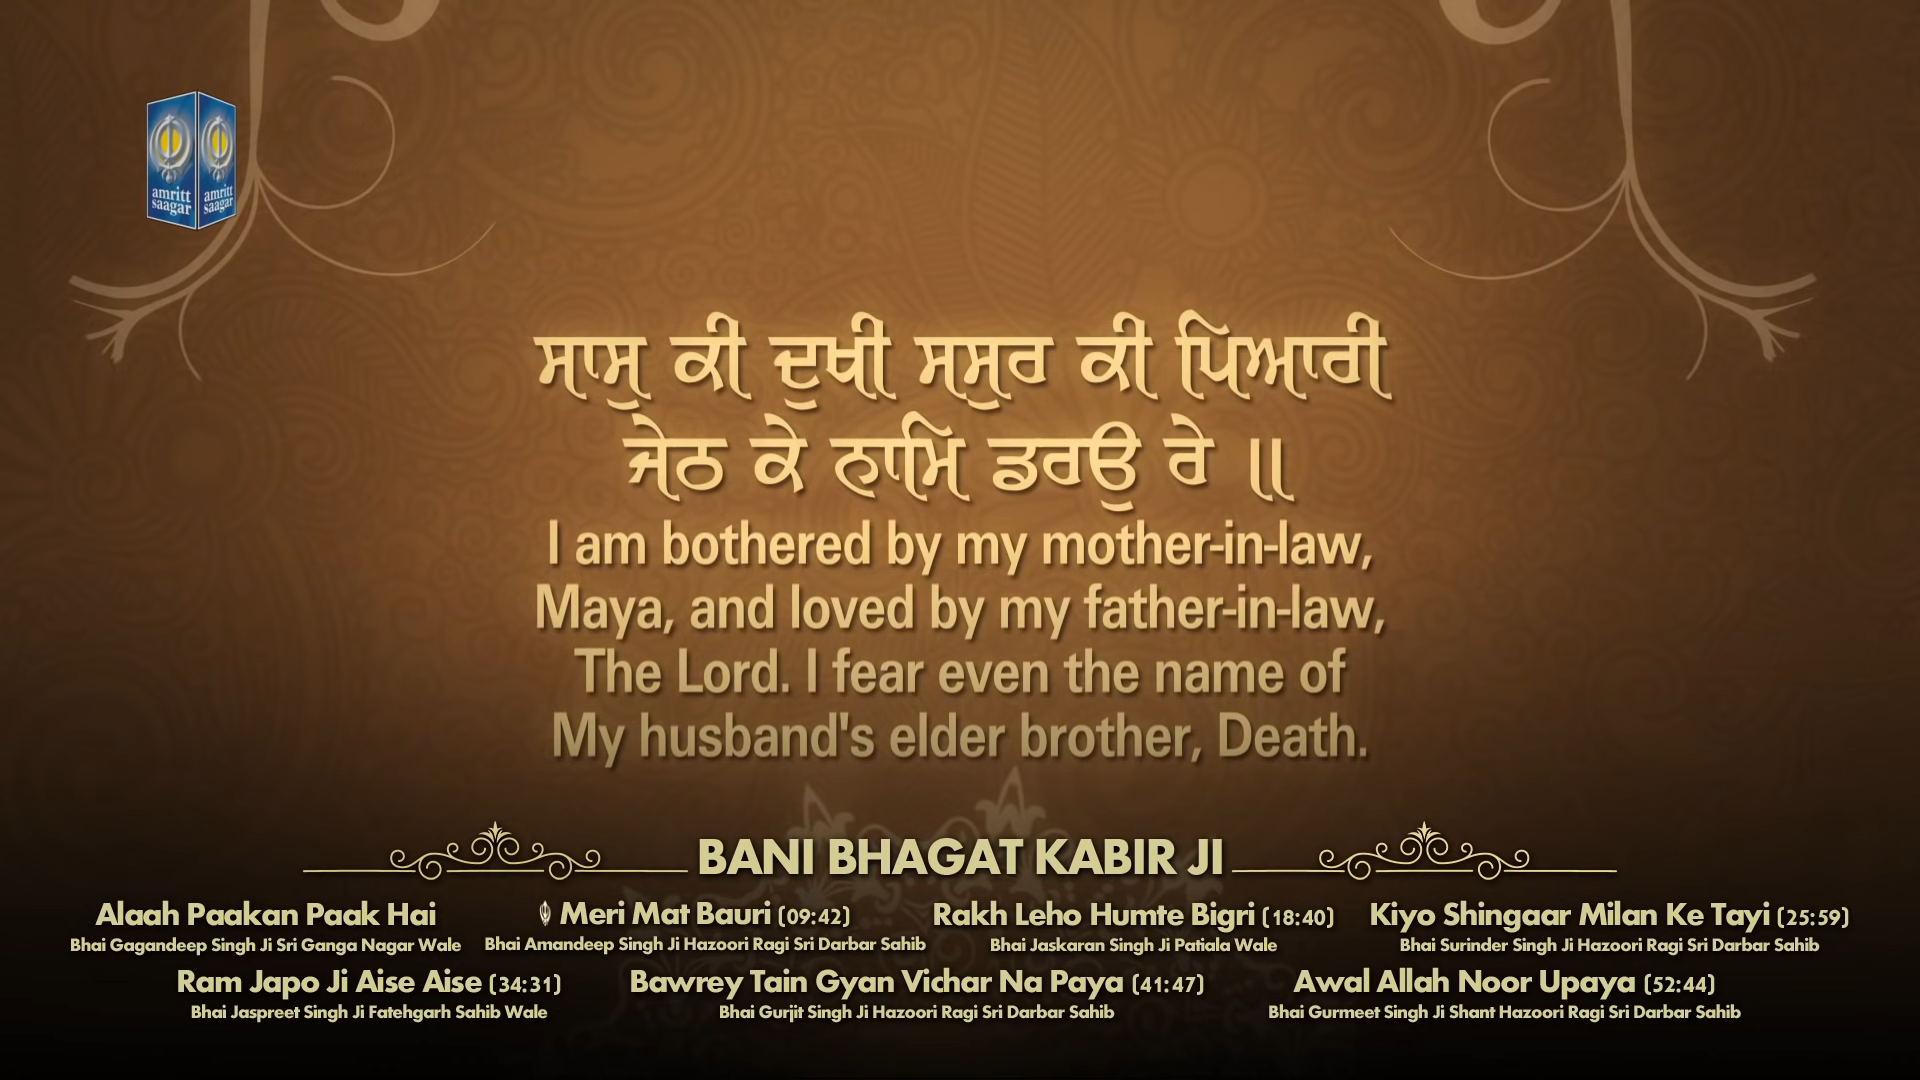 amritt
saagar
amritt
saagar
ਸਾਸੁ ਕੀ ਦੁਖੀ ਸਸੁਰ ਕੀ ਪਿਆਰੀ
ਜੇਠ ਕੇ ਨਾਮਿ ਡਰਉ ਰੇ ॥
I am bothered by my mother-in-law,
Maya, and loved by my father-in-law,
The Lord. I fear even the name of
My husband's elder brother, Death.
BANI BHAGAT KABIR JI
Alaah Paakan Paak Hai
Bhai Gagandeep Singh Ji Sri Ganga Nagar Wale
Meri Mat Bauri (09:42)
Bhai Amandeep Singh Ji Hazoori Ragi Sri Darbar Sahib
Rakh Leho Humte Bigri (18:40)
Bhai Jaskaran Singh Ji Patiala Wale
Kiyo Shingaar Milan Ke Tayi (25:59)
Bhai Surinder Singh Ji Hazoori Ragi Sri Darbar Sahib
Ram Japo Ji Aise Aise (34:31)
Bhai Jaspreet Singh Ji Fatehgarh Sahib Wale
Bawrey Tain Gyan Vichar Na Paya (41:47)
Bhai Gurjit Singh Ji Hazoori Ragi Sri Darbar Sahib
Awal Allah Noor Upaya (52:44)
Bhai Gurmeet Singh Ji Shant Hazoori Ragi Sri Darbar Sahib